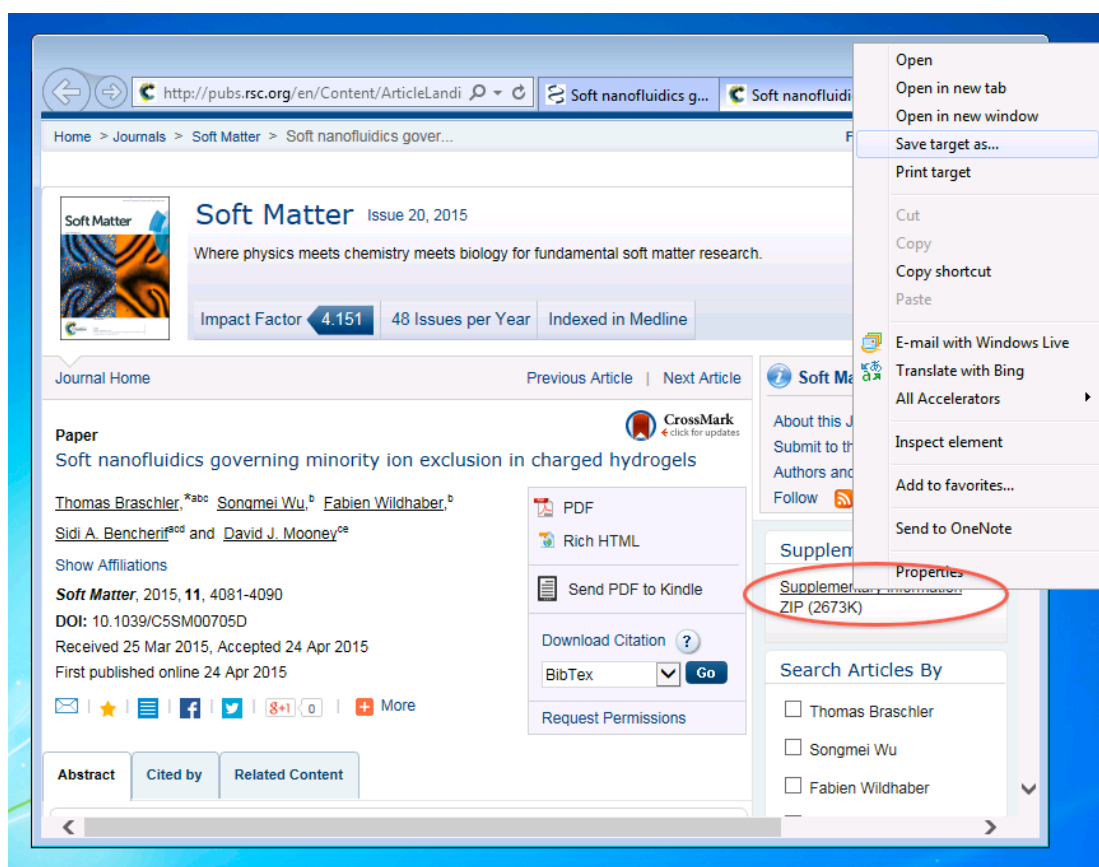 http://pubs.rsc.org/en/Content/ArticleLandi
Soft nanofluidics g...
Soft nanofluidi
Home > Journals > Soft Matter > Soft nanofluidics gover...
F
Soft Matter
Soft Matter Issue 20, 2015
Where physics meets chemistry meets biology for fundamental soft matter research.
Impact Factor 4.151 48 Issues per Year Indexed in Medline
Journal Home
Previous Article | Next Article
CrossMark
click for updates
Paper
Soft nanofluidics governing minority ion exclusion in charged hydrogels
Thomas Braschler,*abc Songmei Wu,b Fabien Wildhaber,b
Sidi A. Bencherifacd and David J. Mooneyce
Show Affiliations
Soft Matter, 2015, 11, 4081-4090
DOI: 10.1039/C5SM00705D
Received 25 Mar 2015, Accepted 24 Apr 2015
First published online 24 Apr 2015
8+1 0
More
PDF
Rich HTML
Send PDF to Kindle
Download Citation ?
BibTex Go
Request Permissions
Abstract Cited by Related Content
Soft Ma
About this J
Submit to th
Authors and
Follow
Supplem
Supplementary information
ZIP (2673K)
Search Articles By
Thomas Braschler
Songmei Wu
Fabien Wildhaber
Open
Open in new tab
Open in new window
Save target as...
Print target
Cut
Copy
Copy shortcut
Paste
E-mail with Windows Live
Translate with Bing
All Accelerators
Inspect element
Add to favorites...
Send to OneNote
Properties